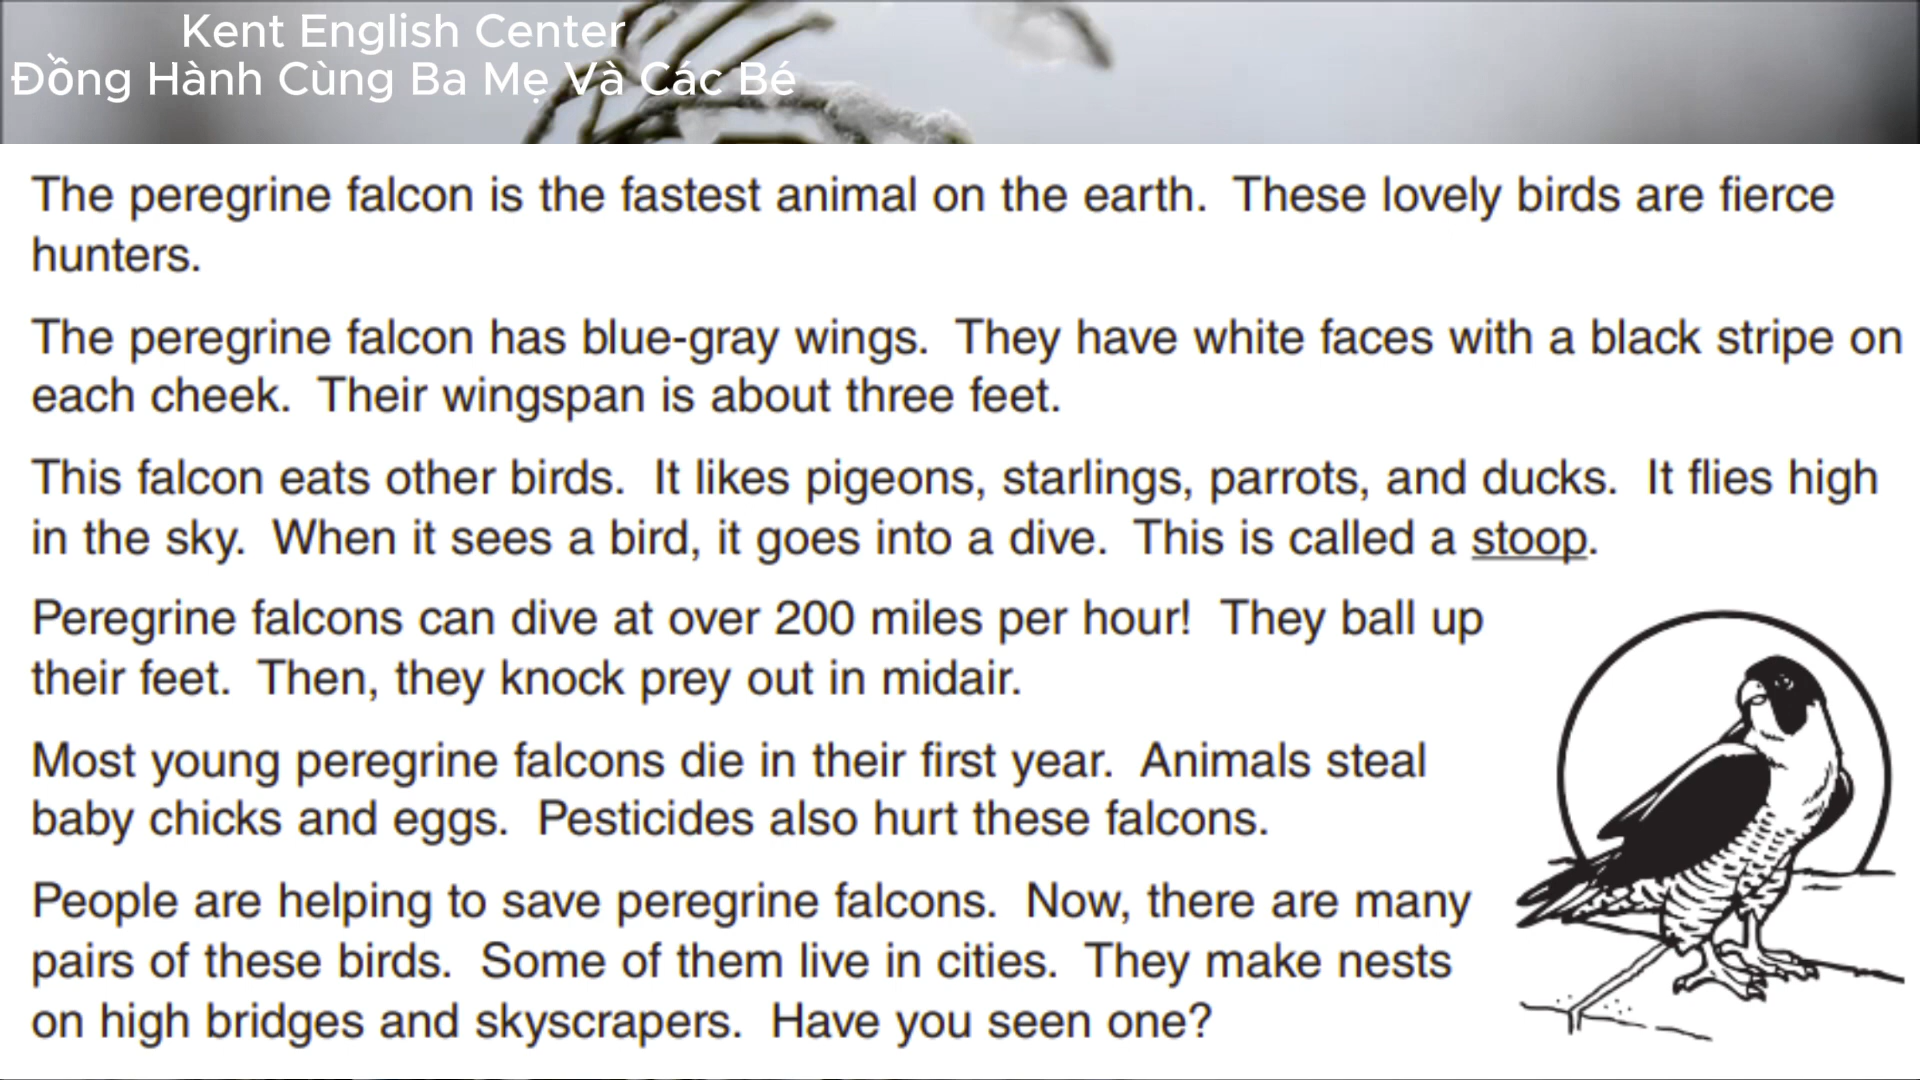 Kent English Center
Đồng Hành Cùng Ba Mẹ Và Các Bé
The peregrine falcon is the fastest animal on the earth. These lovely birds are fierce
hunters.
The peregrine falcon has blue-gray wings. They have white faces with a black stripe on
each cheek. Their wingspan is about three feet.
This falcon eats other birds. It likes pigeons, starlings, parrots, and ducks. It flies high
in the sky. When it sees a bird, it goes into a dive. This is called a stoop.
Peregrine falcons can dive at over 200 miles per hour! They ball up
their feet. Then, they knock prey out in midair.
Most young peregrine falcons die in their first year. Animals steal
baby chicks and eggs. Pesticides also hurt these falcons.
People are helping to save peregrine falcons. Now, there are many
pairs of these birds. Some of them live in cities. They make nests
on high bridges and skyscrapers. Have you seen one?